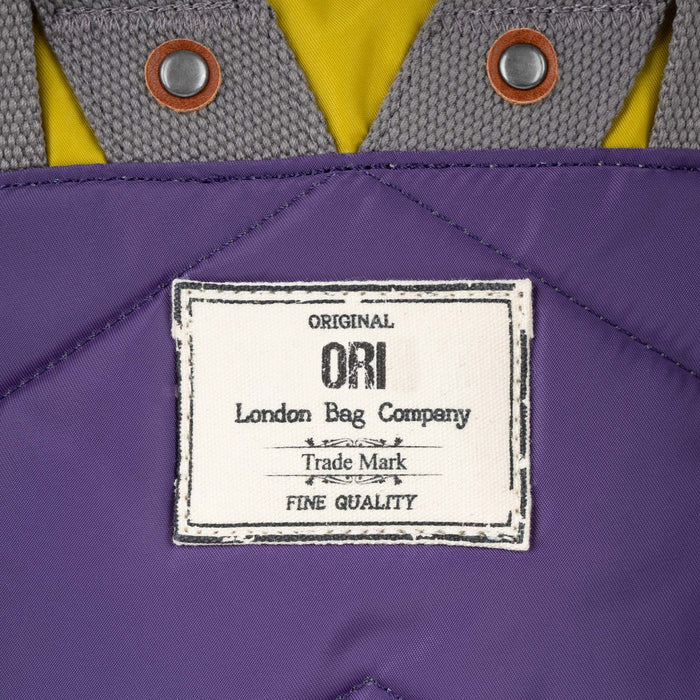 ORIGINAL
ORI
London Bag Company
Trade Mark
FINE QUALITY